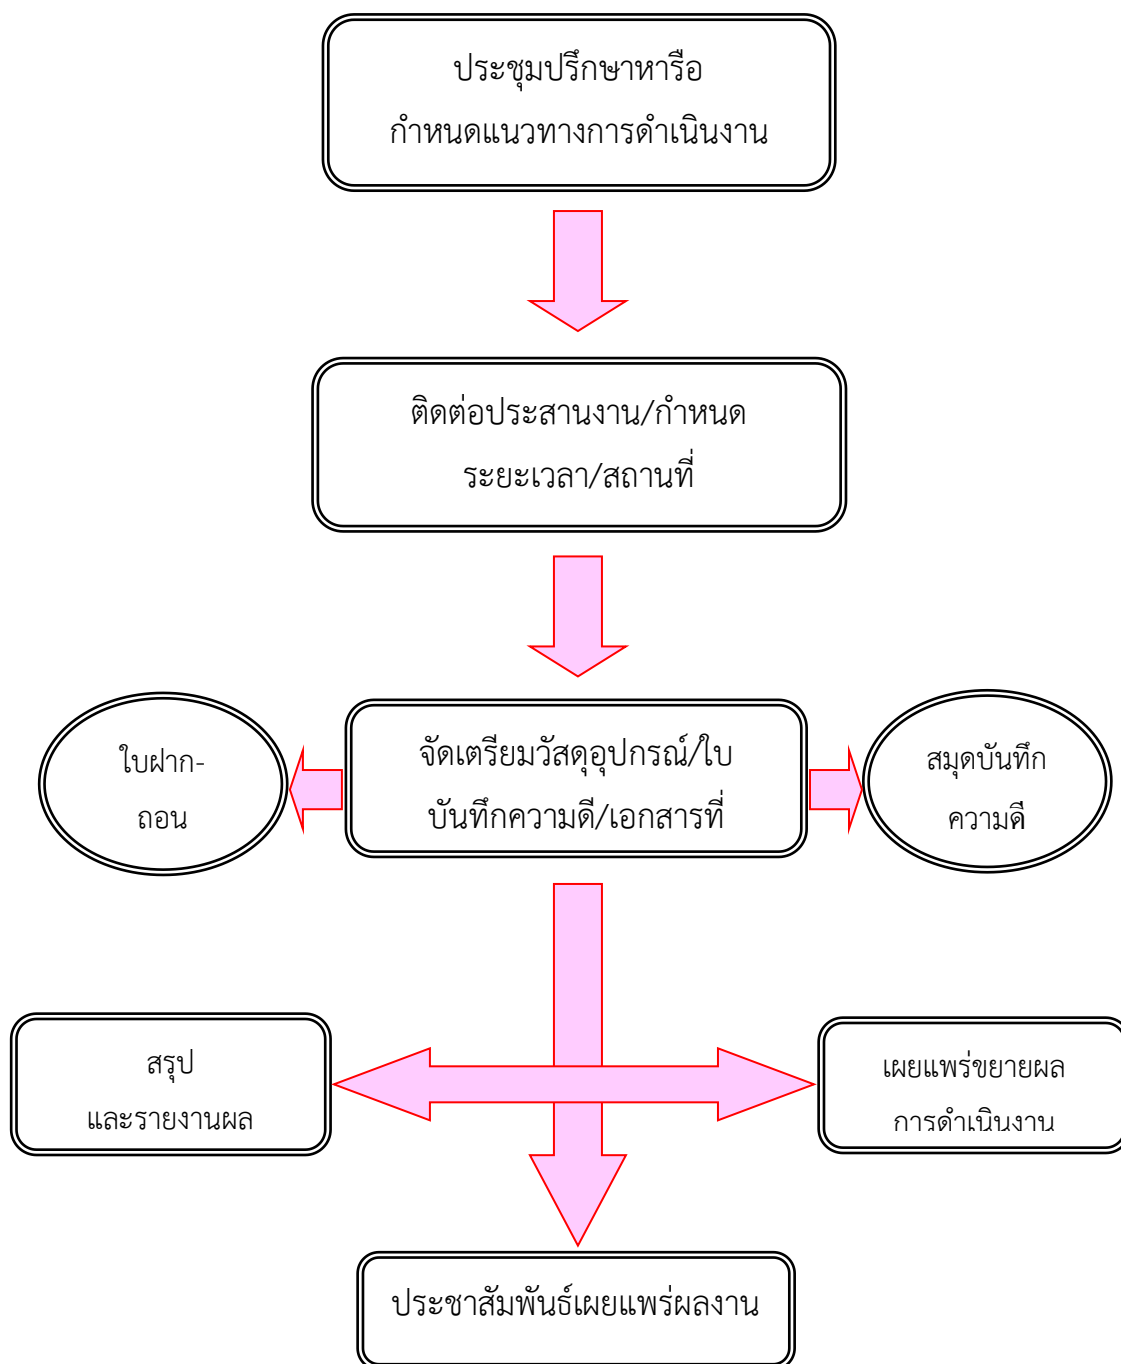 ประชุมปรึกษาหารือ
กำหนดแนวทางการดำเนินงาน
ติดต่อประสานงาน/กำหนด
ระยะเวลา/สถานที่
ใบฝาก-
ถอน
จัดเตรียมวัสดุอุปกรณ์/ใบ
บันทึกความดี/เอกสารที่
สมุดบันทึก
ความดี
สรุป
และรายงานผล
เผยแพร่ขยายผล
การดำเนินงาน
ประชาสัมพันธ์เผยแพร่ผลงาน